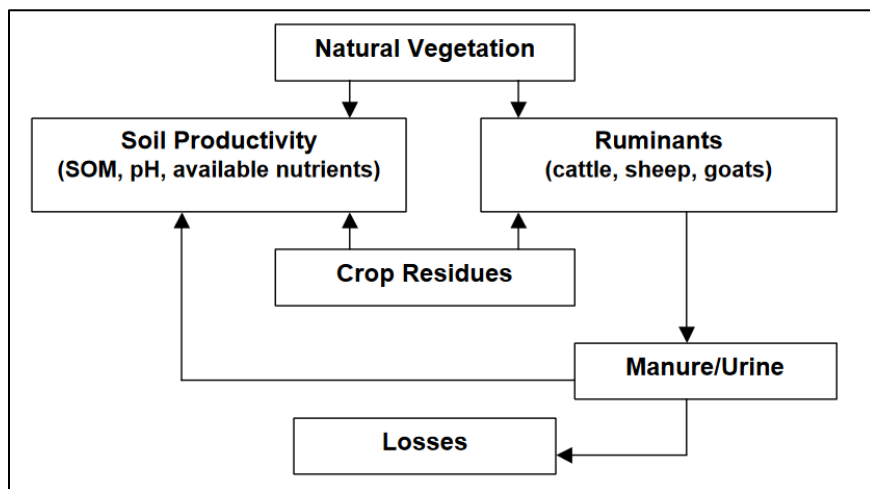 Natural Vegetation
Soil Productivity
(SOM, pH, available nutrients)
Ruminants
(cattle, sheep, goats)
Crop Residues
Manure/Urine
Losses